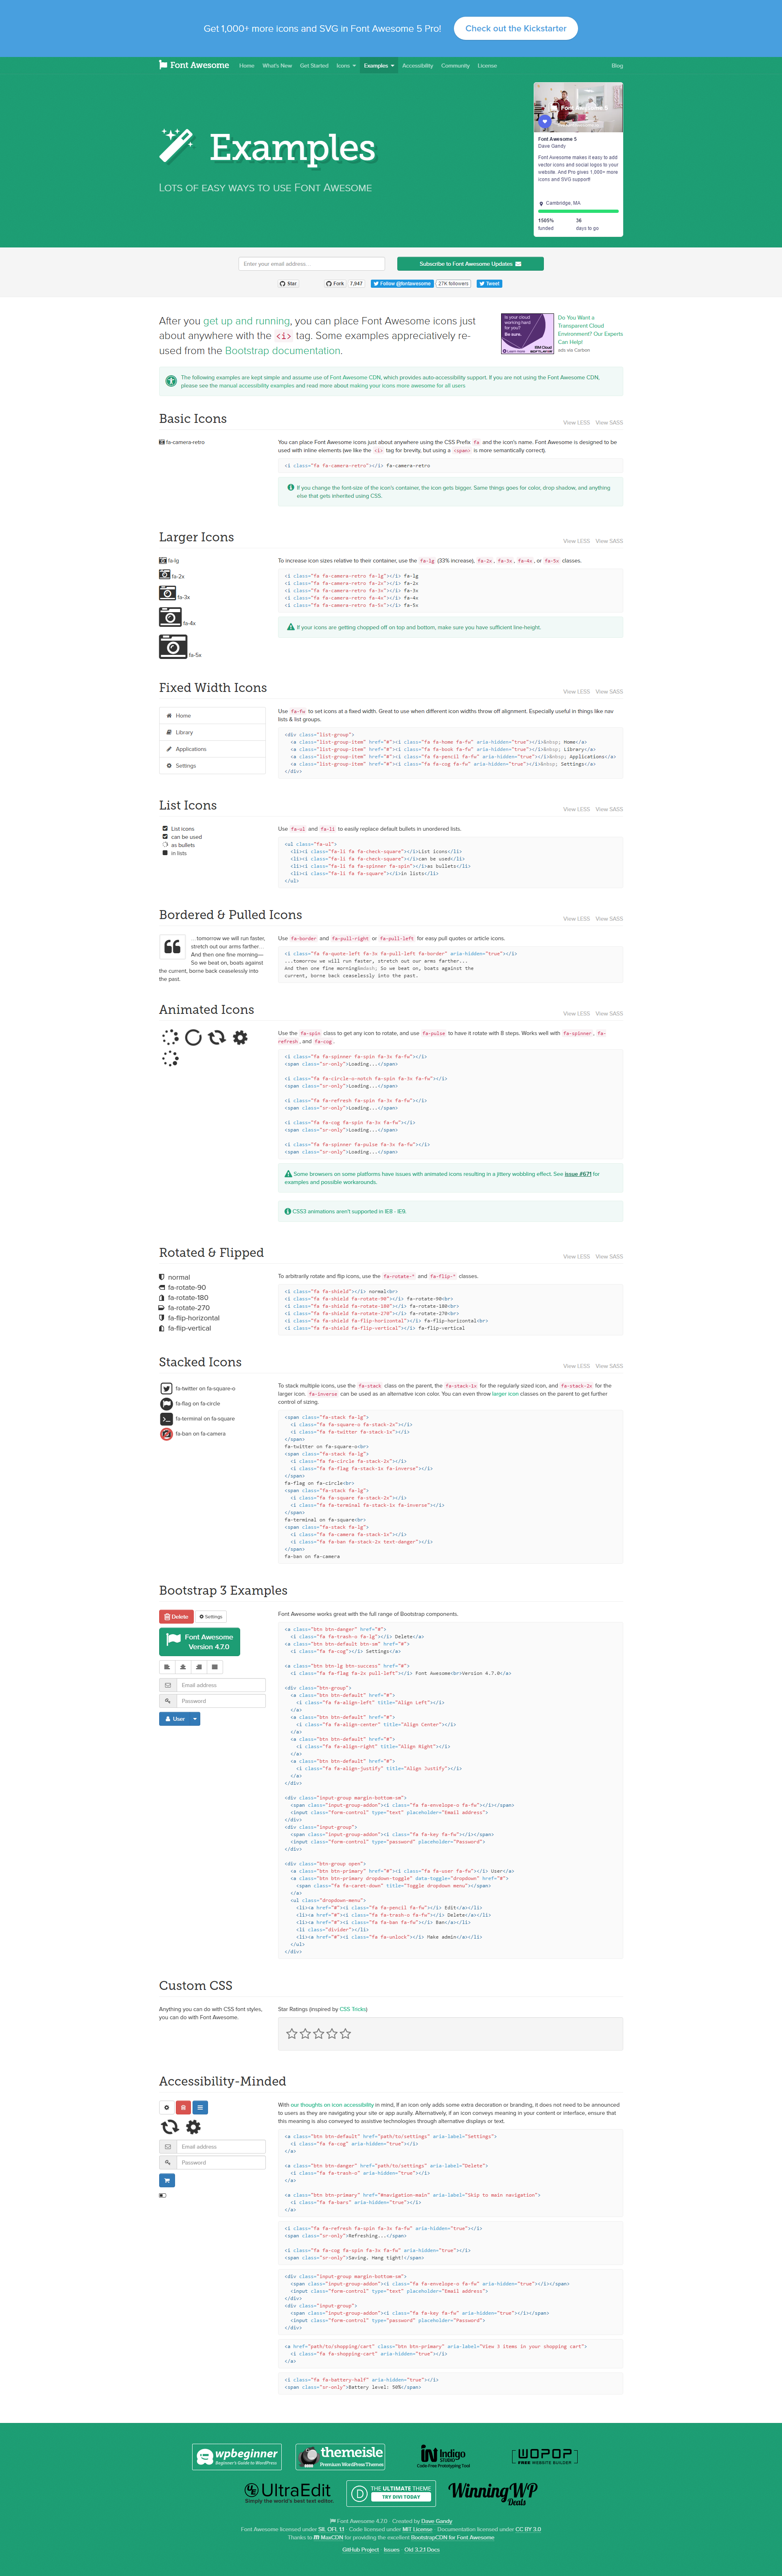 Get 1,000+ more icons and SVG in Font Awesome 5 Pro! Check out the Kickstarter
Font Awesome Home What's New Get Started Icons Examples Accessibility Community License Blog
Examples
Lots of easy ways to use Font Awesome
Font Awesome 5
Dave Gandy
Font Awesome makes it easy to add
vector icons and social logos to your
website. And Pro gives 1,000+ more
icons and SVG support!
Cambridge, MA
1505% 36
funded days to go
Enter your email address... Subscribe to Font Awesome Updates
Star Fork 7,947 Follow @fontawesome 27K followers Tweet
After you get up and running, you can place Font Awesome icons just
about anywhere with the <i> tag. Some examples appreciatively re-
used from the Bootstrap documentation.
Is your cloud
working hard
for you?
Learn more
Do You Want a
Transparent Cloud
Environment? Our Experts
Can Help!
ads via Carbon
The following examples are kept simple and assume use of Font Awesome CDN, which provides auto-accessibility support. If you are not using the Font Awesome CDN,
please see the manual accessibility examples and read more about making your icons more awesome for all users
Basic Icons View LESS View SASS
fa-camera-retro
You can place Font Awesome icons just about anywhere using the CSS Prefix fa and the icon's name. Font Awesome is designed to be
used with inline elements (we like the <i> tag for brevity, but using a <span> is more semantically correct).
<i class="fa fa-camera-retro"></i> fa-camera-retro
If you change the font-size of the icon's container, the icon gets bigger. Same things goes for color, drop shadow, and anything
else that gets inherited using CSS.
Larger Icons View LESS View SASS
fa-lg
fa-2x
fa-3x
fa-4x
fa-5x
To increase icon sizes relative to their container, use the fa-lg (33% increase), fa-2x, fa-3x, fa-4x, or fa-5x classes.
<i class="fa fa-camera-retro fa-lg"></i> fa-lg
<i class="fa fa-camera-retro fa-2x"></i> fa-2x
<i class="fa fa-camera-retro fa-3x"></i> fa-3x
<i class="fa fa-camera-retro fa-4x"></i> fa-4x
<i class="fa fa-camera-retro fa-5x"></i> fa-5x
If your icons are getting chopped off on top and bottom, make sure you have sufficient line-height.
Fixed Width Icons View LESS View SASS
Home
Library
Applications
Settings
Use fa-fw to set icons at a fixed width. Great to use when different icon widths throw off alignment. Especially useful in things like nav
lists & list groups.
<div class="list-group">
<a class="list-group-item" href="#"><i class="fa fa-home fa-fw" aria-hidden="true"></i>&nbsp; Home</a>
<a class="list-group-item" href="#"><i class="fa fa-book fa-fw" aria-hidden="true"></i>&nbsp; Library</a>
<a class="list-group-item" href="#"><i class="fa fa-pencil fa-fw" aria-hidden="true"></i>&nbsp; Applications</a>
<a class="list-group-item" href="#"><i class="fa fa-cog fa-fw" aria-hidden="true"></i>&nbsp; Settings</a>
</div>
List Icons View LESS View SASS
List icons
can be used
as bullets
in lists
Use fa-ul and fa-li to easily replace default bullets in unordered lists.
<ul class="fa-ul">
<li><i class="fa-li fa fa-check-square"></i>List icons</li>
<li><i class="fa-li fa fa-check-square"></i>can be used</li>
<li><i class="fa-li fa fa-spinner fa-spin"></i>as bullets</li>
<li><i class="fa-li fa fa-square"></i>in lists</li>
</ul>
Bordered & Pulled Icons View LESS View SASS
...tomorrow we will run faster,
stretch out our arms farther...
And then one fine morning—
So we beat on, boats against
the current, borne back ceaselessly into
the past.
Use fa-border and fa-pull-right or fa-pull-left for easy pull quotes or article icons.
<i class="fa fa-quote-left fa-3x fa-pull-left fa-border" aria-hidden="true"></i>
...tomorrow we will run faster, stretch out our arms farther...
And then one fine morning&mdash; So we beat on, boats against the
current, borne back ceaselessly into the past.
Animated Icons View LESS View SASS
Use the fa-spin class to get any icon to rotate, and use fa-pulse to have it rotate with 8 steps. Works well with fa-spinner, fa-
refresh, and fa-cog.
<i class="fa fa-spinner fa-spin fa-3x fa-fw"></i>
<span class="sr-only">Loading...</span>
<i class="fa fa-circle-o-notch fa-spin fa-3x fa-fw"></i>
<span class="sr-only">Loading...</span>
<i class="fa fa-refresh fa-spin fa-3x fa-fw"></i>
<span class="sr-only">Loading...</span>
<i class="fa fa-cog fa-spin fa-3x fa-fw"></i>
<span class="sr-only">Loading...</span>
<i class="fa fa-spinner fa-pulse fa-3x fa-fw"></i>
<span class="sr-only">Loading...</span>
Some browsers on some platforms have issues with animated icons resulting in a jittery wobbling effect. See issue #671 for
examples and possible workarounds.
CSS3 animations aren't supported in IE8 - IE9.
Rotated & Flipped View LESS View SASS
normal
fa-rotate-90
fa-rotate-180
fa-rotate-270
fa-flip-horizontal
fa-flip-vertical
To arbitrarily rotate and flip icons, use the fa-rotate-* and fa-flip-* classes.
<i class="fa fa-shield"></i> normal<br>
<i class="fa fa-shield fa-rotate-90"></i> fa-rotate-90<br>
<i class="fa fa-shield fa-rotate-180"></i> fa-rotate-180<br>
<i class="fa fa-shield fa-rotate-270"></i> fa-rotate-270<br>
<i class="fa fa-shield fa-flip-horizontal"></i> fa-flip-horizontal<br>
<i class="fa fa-shield fa-flip-vertical"></i> fa-flip-vertical
Stacked Icons View LESS View SASS
fa-twitter on fa-square-o
fa-flag on fa-circle
fa-terminal on fa-square
fa-ban on fa-camera
To stack multiple icons, use the fa-stack class on the parent, the fa-stack-1x for the regularly sized icon, and fa-stack-2x for the
larger icon. fa-inverse can be used as an alternative icon color. You can even throw larger icon classes on the parent to get further
control of sizing.
<span class="fa-stack fa-lg">
<i class="fa fa-square-o fa-stack-2x"></i>
<i class="fa fa-twitter fa-stack-1x"></i>
</span>
fa-twitter on fa-square-o<br>
<span class="fa-stack fa-lg">
<i class="fa fa-circle fa-stack-2x"></i>
<i class="fa fa-flag fa-stack-1x fa-inverse"></i>
</span>
fa-flag on fa-circle<br>
<span class="fa-stack fa-lg">
<i class="fa fa-square fa-stack-2x"></i>
<i class="fa fa-terminal fa-stack-1x fa-inverse"></i>
</span>
fa-terminal on fa-square<br>
<span class="fa-stack fa-lg">
<i class="fa fa-camera fa-stack-1x"></i>
<i class="fa fa-ban fa-stack-2x text-danger"></i>
</span>
fa-ban on fa-camera
Bootstrap 3 Examples
Delete Settings
Font Awesome
Version 4.7.0
Email address
Password
User
Font Awesome works great with the full range of Bootstrap components.
<a class="btn btn-danger" href="#">
<i class="fa fa-trash-o fa-lg"></i> Delete</a>
<a class="btn btn-default btn-sm" href="#">
<i class="fa fa-cog"></i> Settings</a>
<a class="btn btn-lg btn-success" href="#">
<i class="fa fa-flag fa-2x pull-left"></i> Font Awesome<br>Version 4.7.0</a>
<div class="btn-group">
<a class="btn btn-default" href="#">
<i class="fa fa-align-left" title="Align Left"></i>
</a>
<a class="btn btn-default" href="#">
<i class="fa fa-align-center" title="Align Center"></i>
</a>
<a class="btn btn-default" href="#">
<i class="fa fa-align-right" title="Align Right"></i>
</a>
<a class="btn btn-default" href="#">
<i class="fa fa-align-justify" title="Align Justify"></i>
</a>
</div>
<div class="input-group margin-bottom-sm">
<span class="input-group-addon"><i class="fa fa-envelope-o fa-fw"></i></span>
<input class="form-control" type="text" placeholder="Email address">
</div>
<div class="input-group">
<span class="input-group-addon"><i class="fa fa-key fa-fw"></i></span>
<input class="form-control" type="password" placeholder="Password">
</div>
<div class="btn-group open">
<a class="btn btn-primary" href="#"><i class="fa fa-user fa-fw"></i> User</a>
<a class="btn btn-primary dropdown-toggle" data-toggle="dropdown" href="#">
<span class="fa fa-caret-down" title="Toggle dropdown menu"></span>
</a>
<ul class="dropdown-menu">
<li><a href="#"><i class="fa fa-pencil fa-fw"></i> Edit</a></li>
<li><a href="#"><i class="fa fa-trash-o fa-fw"></i> Delete</a></li>
<li><a href="#"><i class="fa fa-ban fa-fw"></i> Ban</a></li>
<li class="divider"></li>
<li><a href="#"><i class="fa fa-unlock"></i> Make admin</a></li>
</ul>
</div>
Custom CSS
Anything you can do with CSS font styles,
you can do with Font Awesome.
Star Ratings (inspired by CSS Tricks)
Accessibility-Minded
Email address
Password
With our thoughts on icon accessibility in mind, If an icon only adds some extra decoration or branding, it does not need to be announced
to users as they are navigating your site or app aurally. Alternatively, if an icon conveys meaning in your content or interface, ensure that
this meaning is also conveyed to assistive technologies through alternative displays or text.
<a class="btn btn-default" href="path/to/settings" aria-label="Settings">
<i class="fa fa-cog" aria-hidden="true"></i>
</a>
<a class="btn btn-danger" href="path/to/settings" aria-label="Delete">
<i class="fa fa-trash-o" aria-hidden="true"></i>
</a>
<a class="btn btn-primary" href="#navigation-main" aria-label="Skip to main navigation">
<i class="fa fa-bars" aria-hidden="true"></i>
</a>
<i class="fa fa-refresh fa-spin fa-3x fa-fw" aria-hidden="true"></i>
<span class="sr-only">Refreshing...</span>
<i class="fa fa-cog fa-spin fa-3x fa-fw" aria-hidden="true"></i>
<span class="sr-only">Saving. Hang tight!</span>
<div class="input-group margin-bottom-sm">
<span class="input-group-addon"><i class="fa fa-envelope-o fa-fw" aria-hidden="true"></i></span>
<input class="form-control" type="text" placeholder="Email address">
</div>
<div class="input-group">
<span class="input-group-addon"><i class="fa fa-key fa-fw" aria-hidden="true"></i></span>
<input class="form-control" type="password" placeholder="Password">
</div>
<a href="path/to/shopping/cart" class="btn btn-primary" aria-label="View 3 items in your shopping cart">
<i class="fa fa-shopping-cart" aria-hidden="true"></i>
</a>
<i class="fa fa-battery-half" aria-hidden="true"></i>
<span class="sr-only">Battery level: 50%</span>
wpbeginner
Beginner's Guide to WordPress
themeisle
Premium WordPress Themes
Indigo
Studio
Code Free Prototyping Tool
WOPOP
FREE WEBSITE BUILDER
UltraEdit
Simply the world's best text editor.
D THE ULTIMATE THEME
TRY DIVI TODAY
WinningWP
Deals
Font Awesome 4.7.0 · Created by Dave Gandy
Font Awesome licensed under SIL OFL 1.1 · Code licensed under MIT License · Documentation licensed under CC BY 3.0
Thanks to MaxCDN for providing the excellent BootstrapCDN for Font Awesome
GitHub Project · Issues · Old 3.2.1 Docs